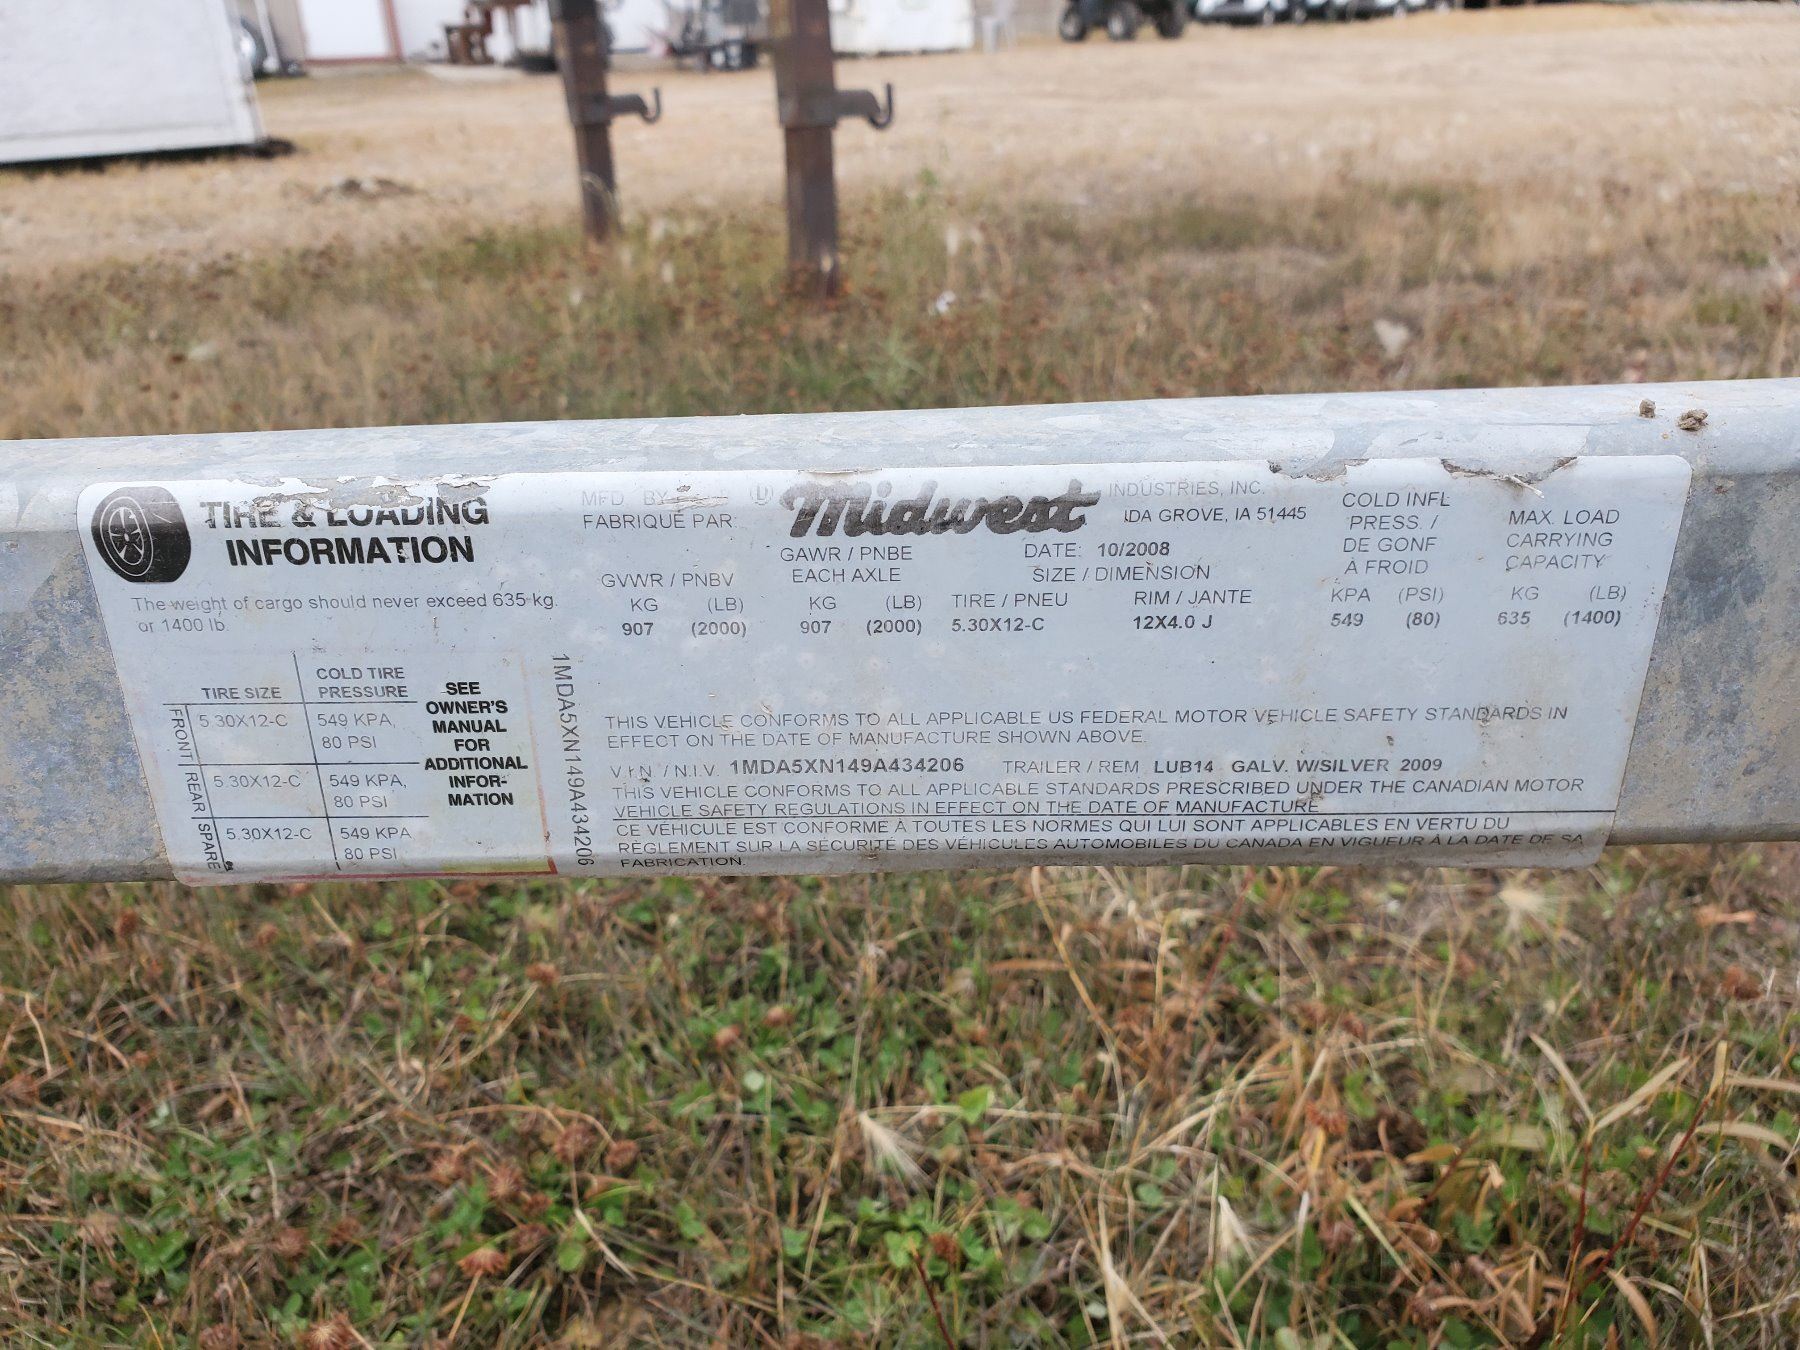 TIRE & LOADING
INFORMATION
The weight of cargo should never exceed 635 kg.
or 1400 lb.
TIRE SIZE COLD TIRE PRESSURE
FRONT 5.30X12-C 549 KPA, 80 PSI
REAR 5.30X12-C 549 KPA, 80 PSI
SPARE 5.30X12-C 549 KPA 80 PSI
SEE
OWNER'S
MANUAL
FOR
ADDITIONAL
INFOR-
MATION
1MDA5XN149A434206
MFD. BY
FABRIQUÉ PAR:
Midwest INDUSTRIES, INC.
IDA GROVE, IA 51445
DATE: 10/2008
GVWR / PNBV
KG (LB)
907 (2000)
GAWR / PNBE
EACH AXLE
KG (LB)
907 (2000)
SIZE / DIMENSION
TIRE / PNEU RIM / JANTE
5.30X12-C 12X4.0 J
COLD INFL
PRESS. /
DE GONF
À FROID
KPA (PSI)
549 (80)
MAX. LOAD
CARRYING
CAPACITY
KG (LB)
635 (1400)
THIS VEHICLE CONFORMS TO ALL APPLICABLE US FEDERAL MOTOR VEHICLE SAFETY STANDARDS IN
EFFECT ON THE DATE OF MANUFACTURE SHOWN ABOVE.
V.I.N. / N.I.V. 1MDA5XN149A434206 TRAILER / REM LUB14 GALV. W/SILVER 2009
THIS VEHICLE CONFORMS TO ALL APPLICABLE STANDARDS PRESCRIBED UNDER THE CANADIAN MOTOR
VEHICLE SAFETY REGULATIONS IN EFFECT ON THE DATE OF MANUFACTURE
CE VÉHICULE EST CONFORME À TOUTES LES NORMES QUI LUI SONT APPLICABLES EN VERTU DU
RÈGLEMENT SUR LA SÉCURITÉ DES VÉHICULES AUTOMOBILES DU CANADA EN VIGUEUR À LA DATE DE SA
FABRICATION.